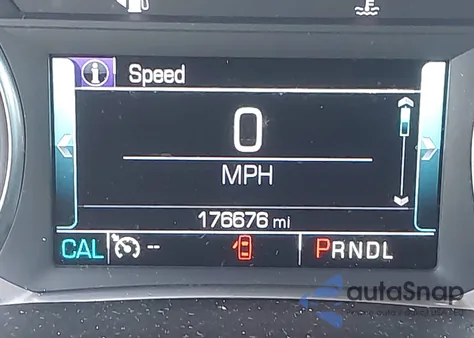 Speed
0
MPH
176676 mi
CAL -- PRNDL
autoSnap